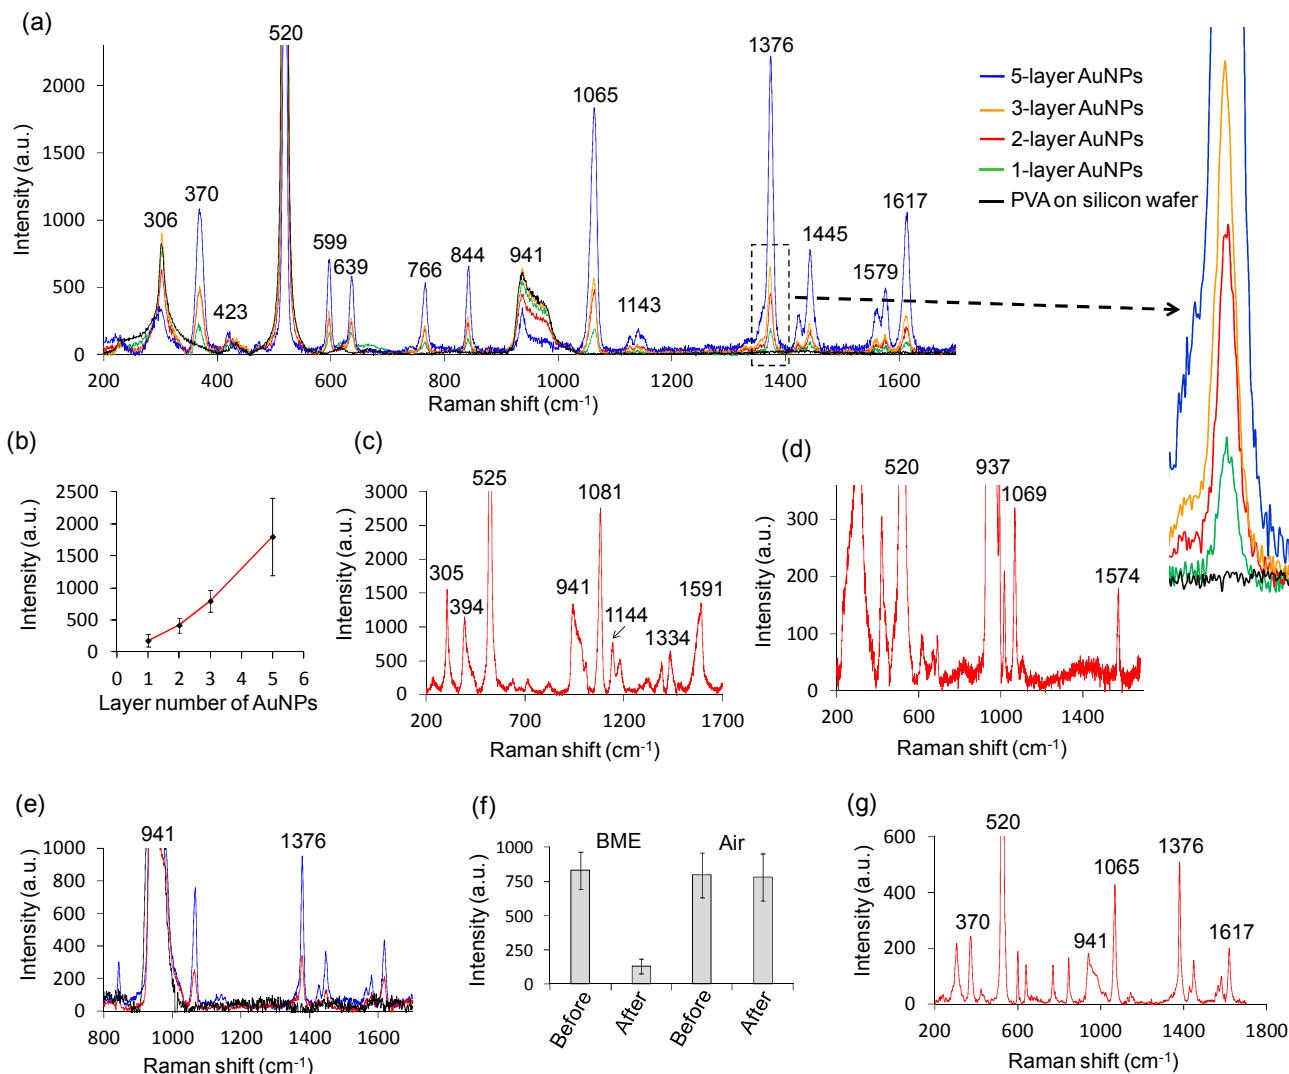 (a)
520
1376
1065
370
306
423
599
639
766
844
941
1143
1445
1579
1617
2000
1500
1000
500
0
Intensity (a.u.)
200 400 600 800 1000 1200 1400 1600
Raman shift (cm⁻¹)
5-layer AuNPs
3-layer AuNPs
2-layer AuNPs
1-layer AuNPs
PVA on silicon wafer
(b)
2500
2000
1500
1000
500
0
Intensity (a.u.)
0 1 2 3 4 5 6
Layer number of AuNPs
(c)
525
1081
305
394
941
1144
1334
1591
3000
2500
2000
1500
1000
500
0
Intensity (a.u.)
200 700 1200 1700
Raman shift (cm⁻¹)
(d)
520 937
1069
1574
300
200
100
0
Intensity (a.u.)
200 600 1000 1400
Raman shift (cm⁻¹)
(e)
941 1376
1000
800
600
400
200
0
Intensity (a.u.)
800 1000 1200 1400 1600
Raman shift (cm⁻¹)
(f)
BME Air
1000
750
500
250
0
Intensity (a.u.)
Before After Before After
(g)
520
1376
1065
370
941
1617
600
400
200
0
Intensity (a.u.)
200 600 1000 1400 1800
Raman shift (cm⁻¹)